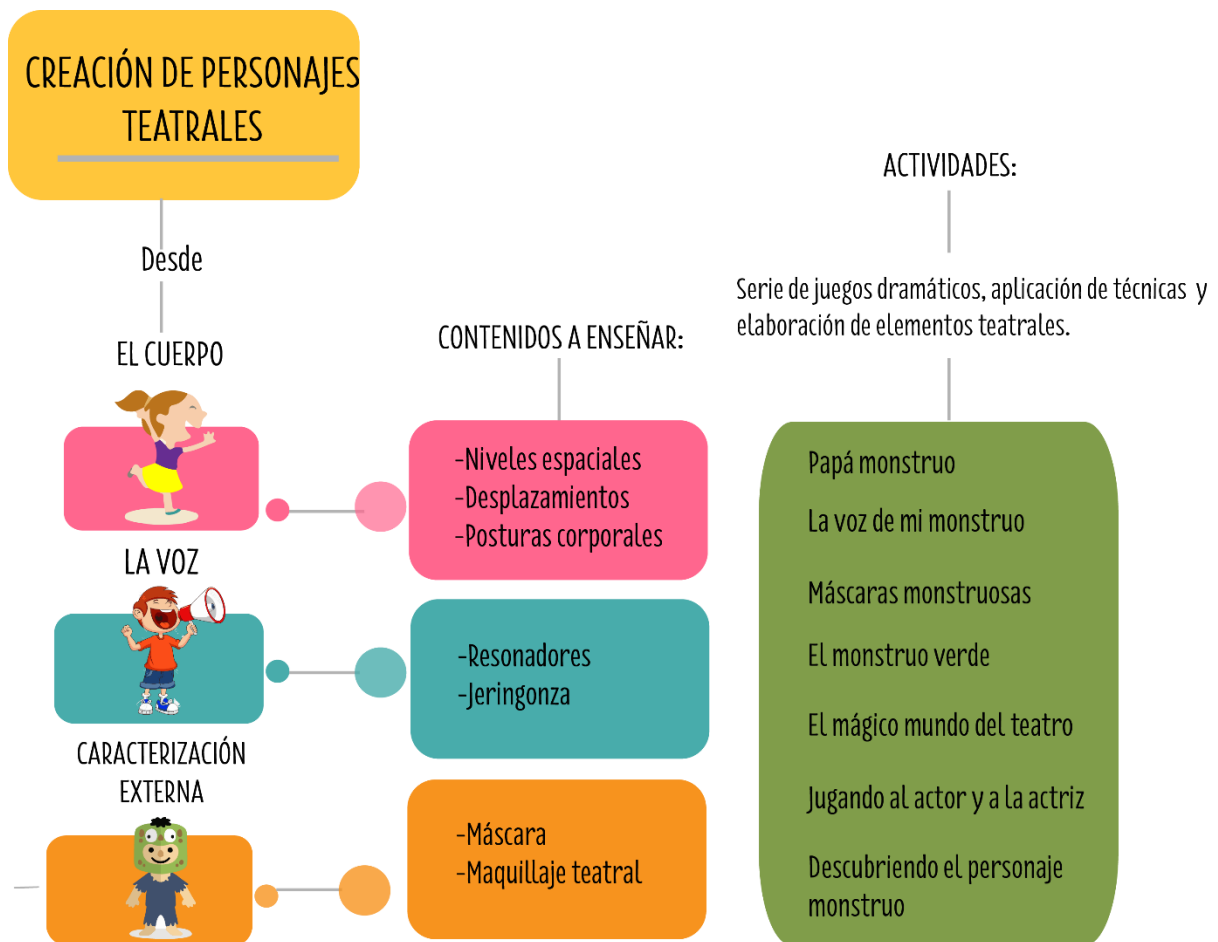 CREACIÓN DE PERSONAJES
TEATRALES
Desde
EL CUERPO
LA VOZ
CARACTERIZACIÓN
EXTERNA
CONTENIDOS A ENSEÑAR:
-Niveles espaciales
-Desplazamientos
-Posturas corporales
-Resonadores
-Jeringonza
-Máscara
-Maquillaje teatral
ACTIVIDADES:
Serie de juegos dramáticos, aplicación de técnicas y
elaboración de elementos teatrales.
Papá monstruo
La voz de mi monstruo
Máscaras monstruosas
El monstruo verde
El mágico mundo del teatro
Jugando al actor y a la actriz
Descubriendo el personaje
monstruo